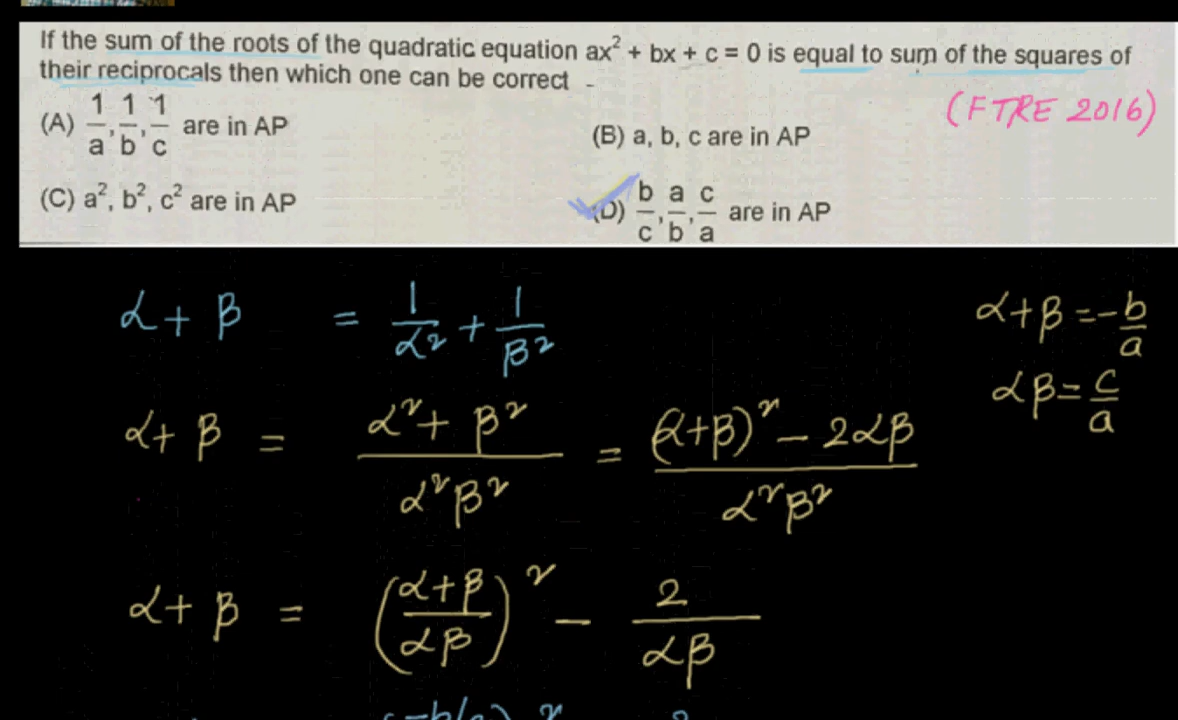 If the sum of the roots of the quadratic equation ax² + bx + c = 0 is equal to sum of the squares of
their reciprocals then which one can be correct -
(FTRE 2016)
(A) 1/a, 1/b, 1/c are in AP
(B) a, b, c are in AP
(C) a², b², c² are in AP
(D) b/c, a/b, c/a are in AP
α + β = 1/α² + 1/β²
α+β = -b/a
αβ = c/a
α + β = (α² + β²)/(α²β²) = ((α+β)² - 2αβ)/(α²β²)
α + β = ((α+β)/(αβ))² - 2/(αβ)